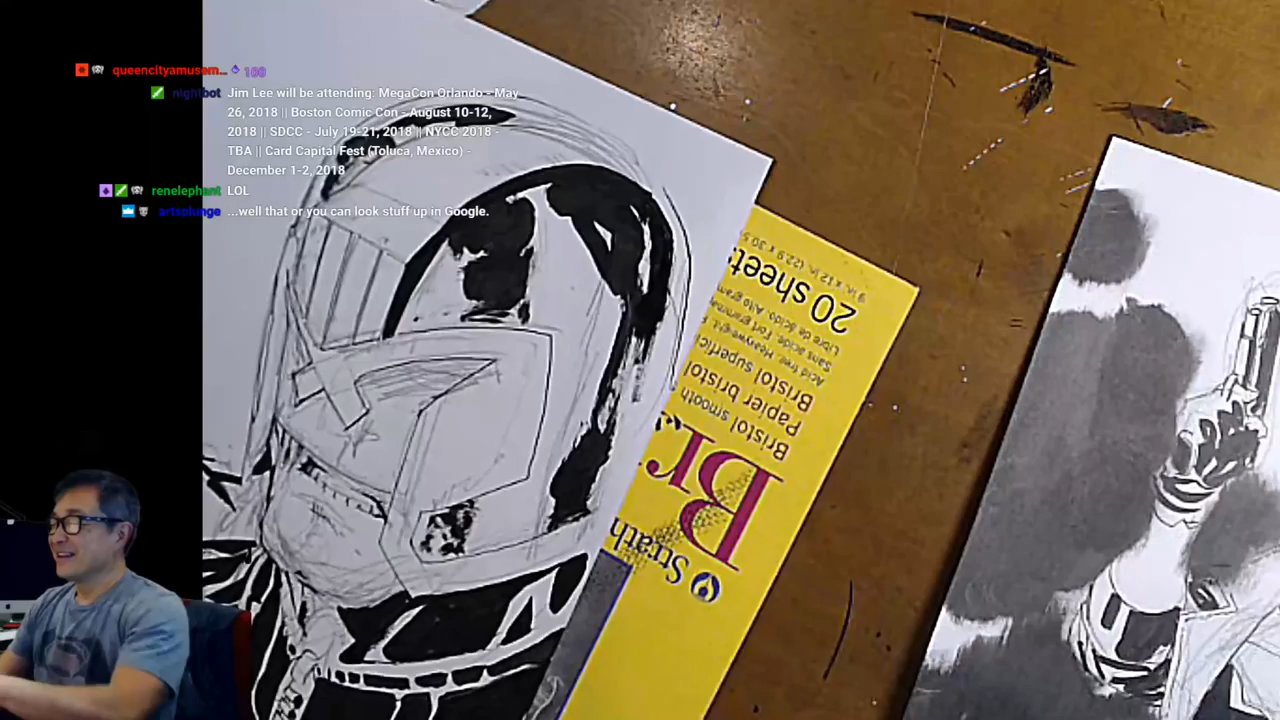 queencityamusem... 100
nightbot Jim Lee will be attending: MegaCon Orlando - May
26, 2018 || Boston Comic Con - August 10-12,
2018 || SDCC - July 19-21, 2018 || NYCC 2018 -
TBA || Card Capital Fest (Toluca, Mexico) -
December 1-2, 2018
renelephant LOL
artsplunge ...well that or you can look stuff up in Google.
20 sheets
Bristol superfic
Papier bristol
Bristol smooth
Br
Strath